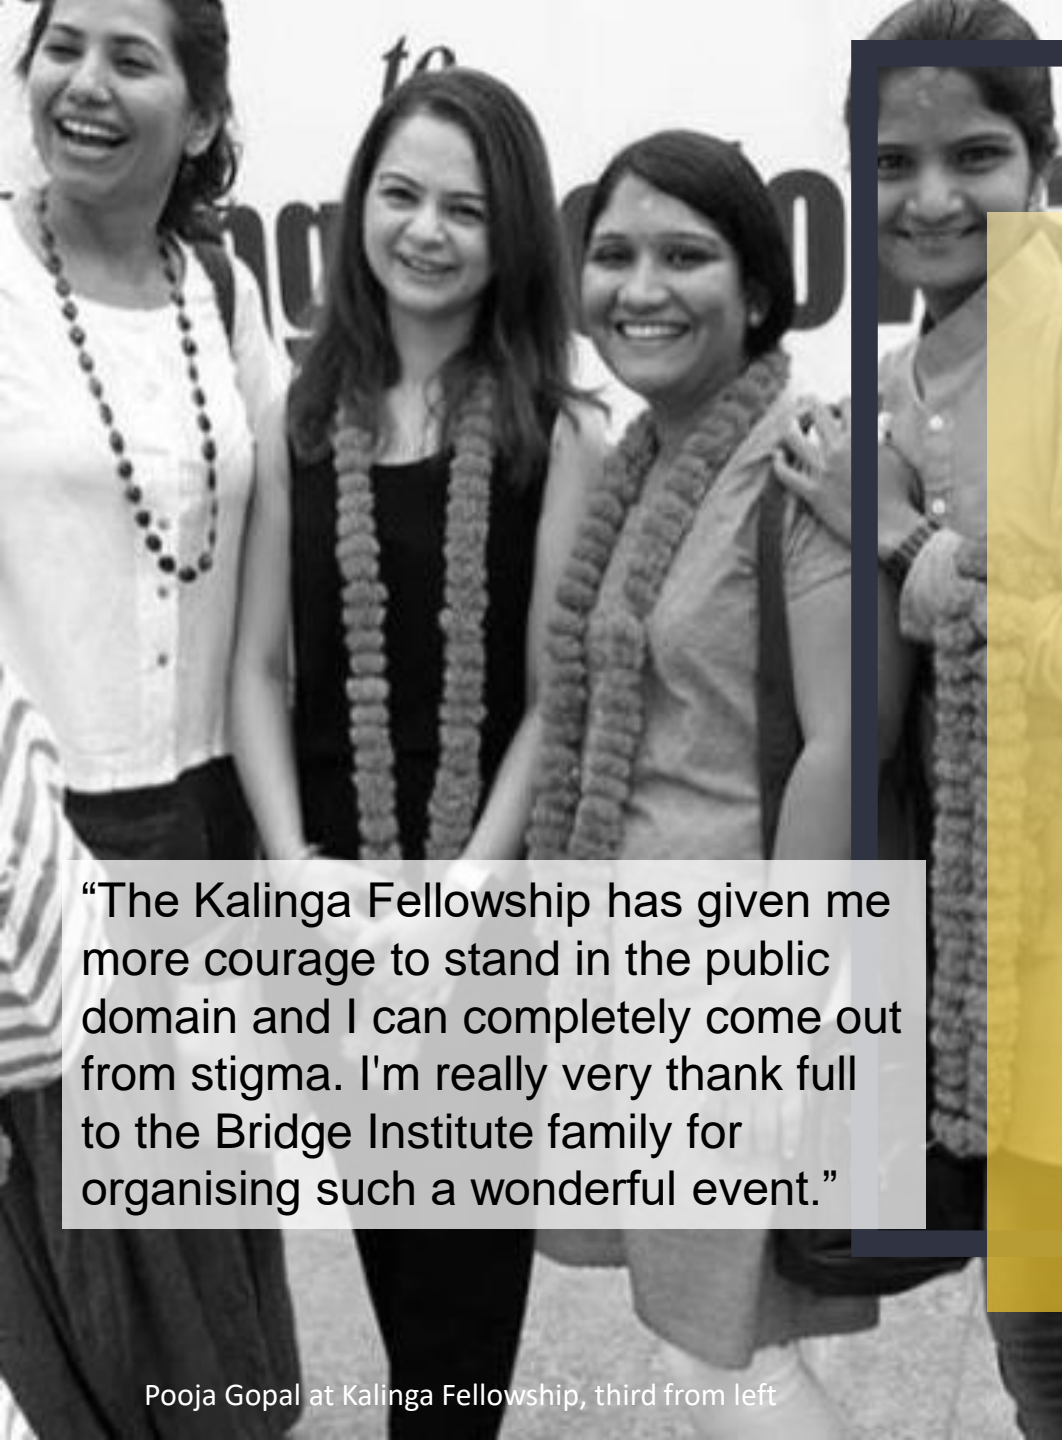 to
“The Kalinga Fellowship has given me
more courage to stand in the public
domain and I can completely come out
from stigma. I'm really very thank full
to the Bridge Institute family for
organising such a wonderful event.”
Pooja Gopal at Kalinga Fellowship, third from left